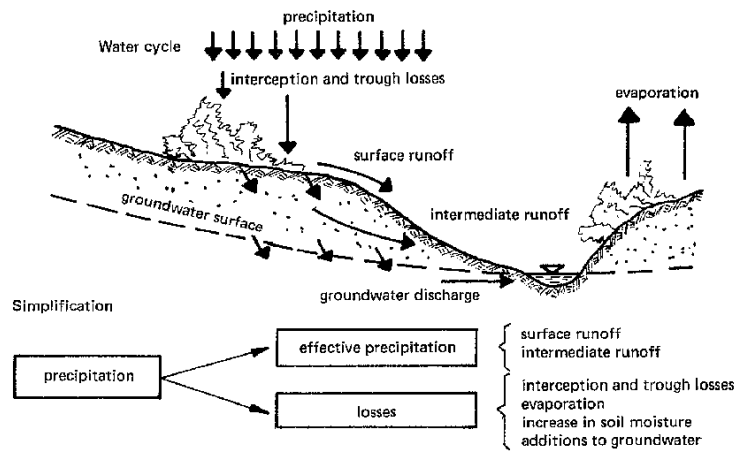 precipitation
Water cycle
interception and trough losses
evaporation
surface runoff
groundwater surface
intermediate runoff
groundwater discharge
Simplification
precipitation
effective precipitation
surface runoff
intermediate runoff
losses
interception and trough losses
evaporation
increase in soil moisture
additions to groundwater